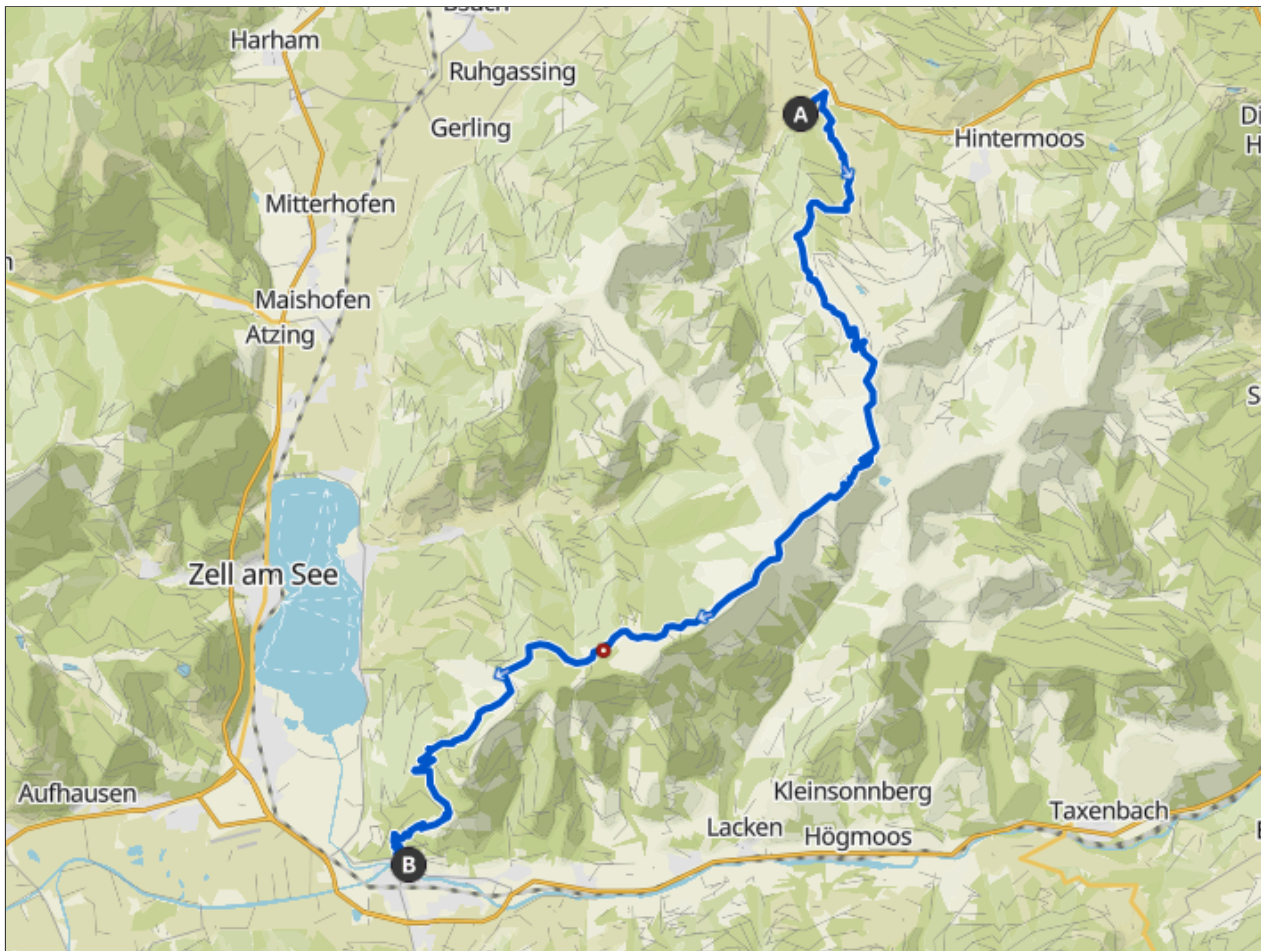 Harham
Ruhgassing
Gerling
A
Hintermoos
Mitterhofen
Maishofen
Atzing
Zell am See
Aufhausen
Kleinsonnberg
Taxenbach
Lacken
Högmoos
B